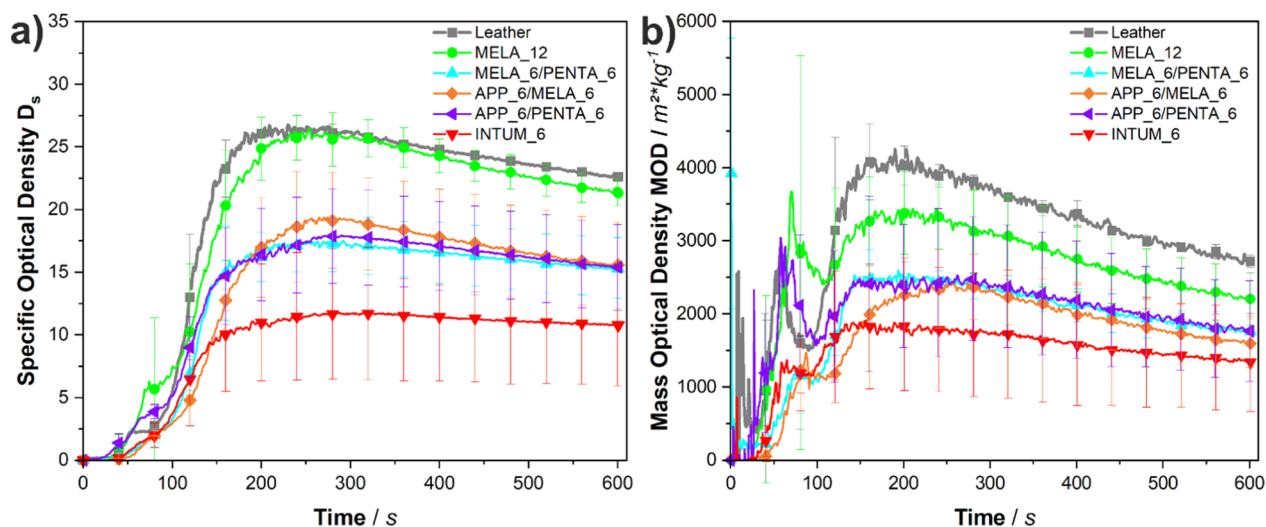 a)
Specific Optical Density Ds
35
30
25
20
15
10
5
0
Leather
MELA_12
MELA_6/PENTA_6
APP_6/MELA_6
APP_6/PENTA_6
INTUM_6
0 100 200 300 400 500 600
Time / s
b)
Mass Optical Density MOD / m²*kg⁻¹
6000
5000
4000
3000
2000
1000
0
Leather
MELA_12
MELA_6/PENTA_6
APP_6/MELA_6
APP_6/PENTA_6
INTUM_6
0 100 200 300 400 500 600
Time / s